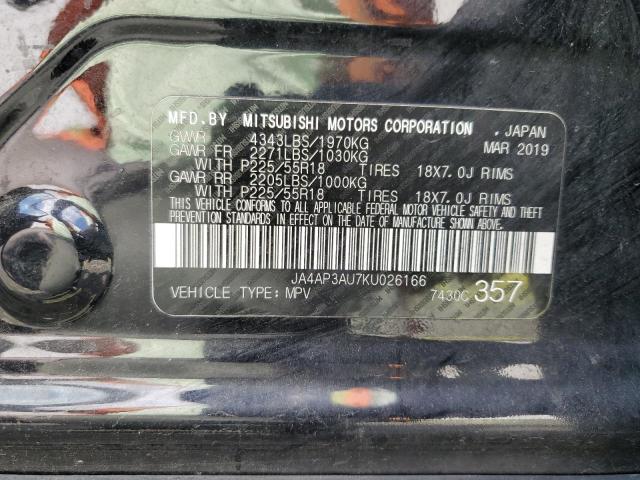 MFD.BY MITSUBISHI MOTORS CORPORATION , JAPAN
GVWR 4343LBS/1970KG MAR 2019
GAWR FR 2271LBS/1030KG
WITH P225/55R18 TIRES 18X7.0J RIMS
GAWR RR 2205LBS/1000KG
WITH P225/55R18 TIRES 18X7.0J RIMS
THIS VEHICLE CONFORMS TO ALL APPLICABLE FEDERAL MOTOR VEHICLE SAFETY AND THEFT
PREVENTION STANDARDS IN EFFECT ON THE DATE OF MANUFACTURE SHOWN ABOVE.
JA4AP3AU7KU026166
VEHICLE TYPE: MPV 7430C 357